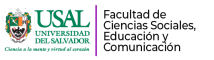 USAL
UNIVERSIDAD
DEL SALVADOR
Ciencia a la mente y virtud al corazón
Facultad de
Ciencias Sociales,
Educación y
Comunicación